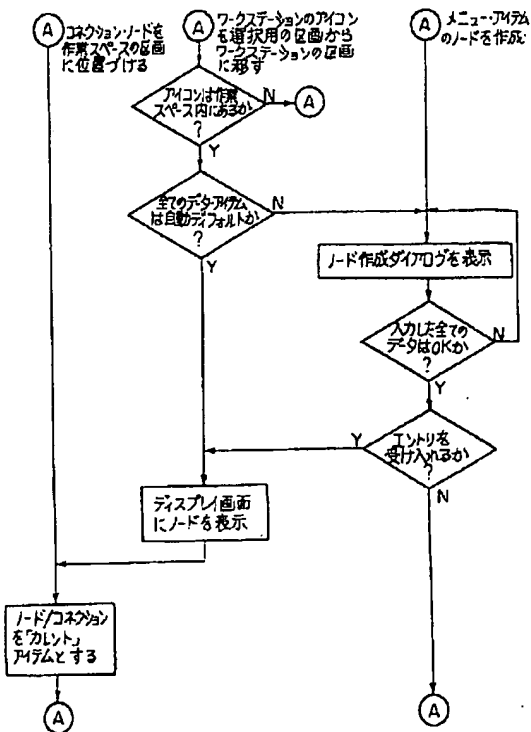 A
コネクション・ノードを
作業スペースの区画
に位置づける
A
ワークステーションのアイコン
を選択用の区画から
ワークステーションの区画
に移す
A
メニュー・アイテム
のノードを作成
アイコンは作業
スペース内にあるか
?
N
A
Y
全てのデータ・アイテム
は自動ディフォルトか
?
N
Y
ノード作成ダイアログを表示
入力した全ての
データはOKか
?
N
Y
エントリを
受け入れるか
?
Y
N
ディスプレイ画面
にノードを表示
ノード/コネクション
を「カレント」
アイテムとする
A
A